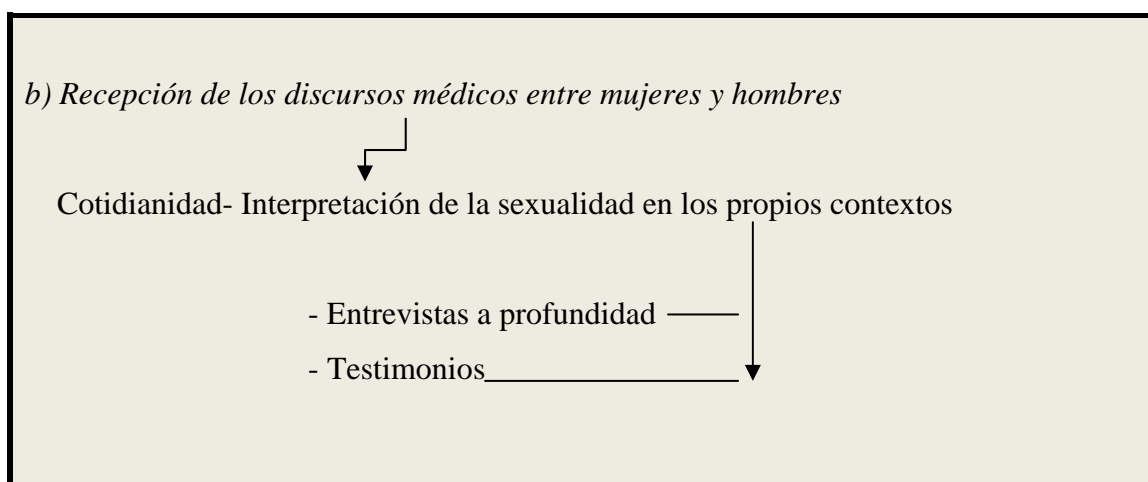 b) Recepción de los discursos médicos entre mujeres y hombres
Cotidianidad- Interpretación de la sexualidad en los propios contextos
- Entrevistas a profundidad
- Testimonios